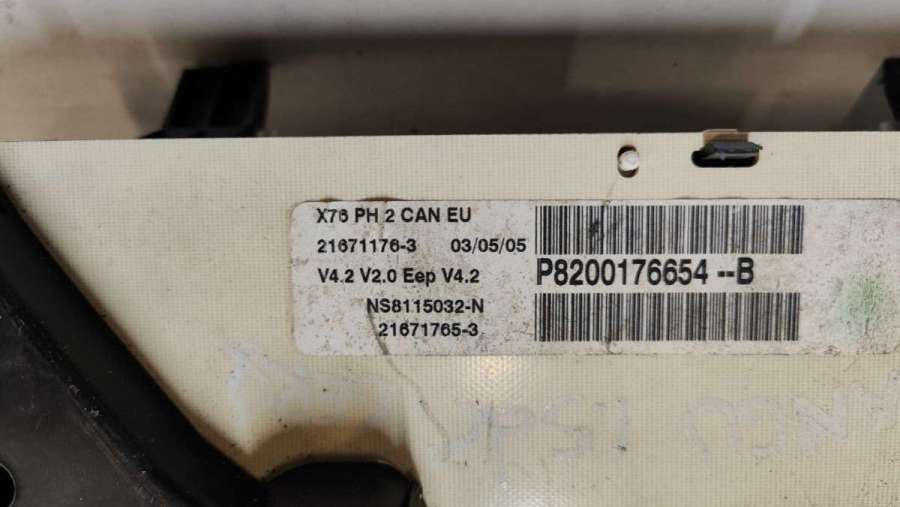 X76 PH 2 CAN EU
21671176-3 03/05/05
V4.2 V2.0 Eep V4.2
NS8115032-N
21671765-3
P8200176654 --B